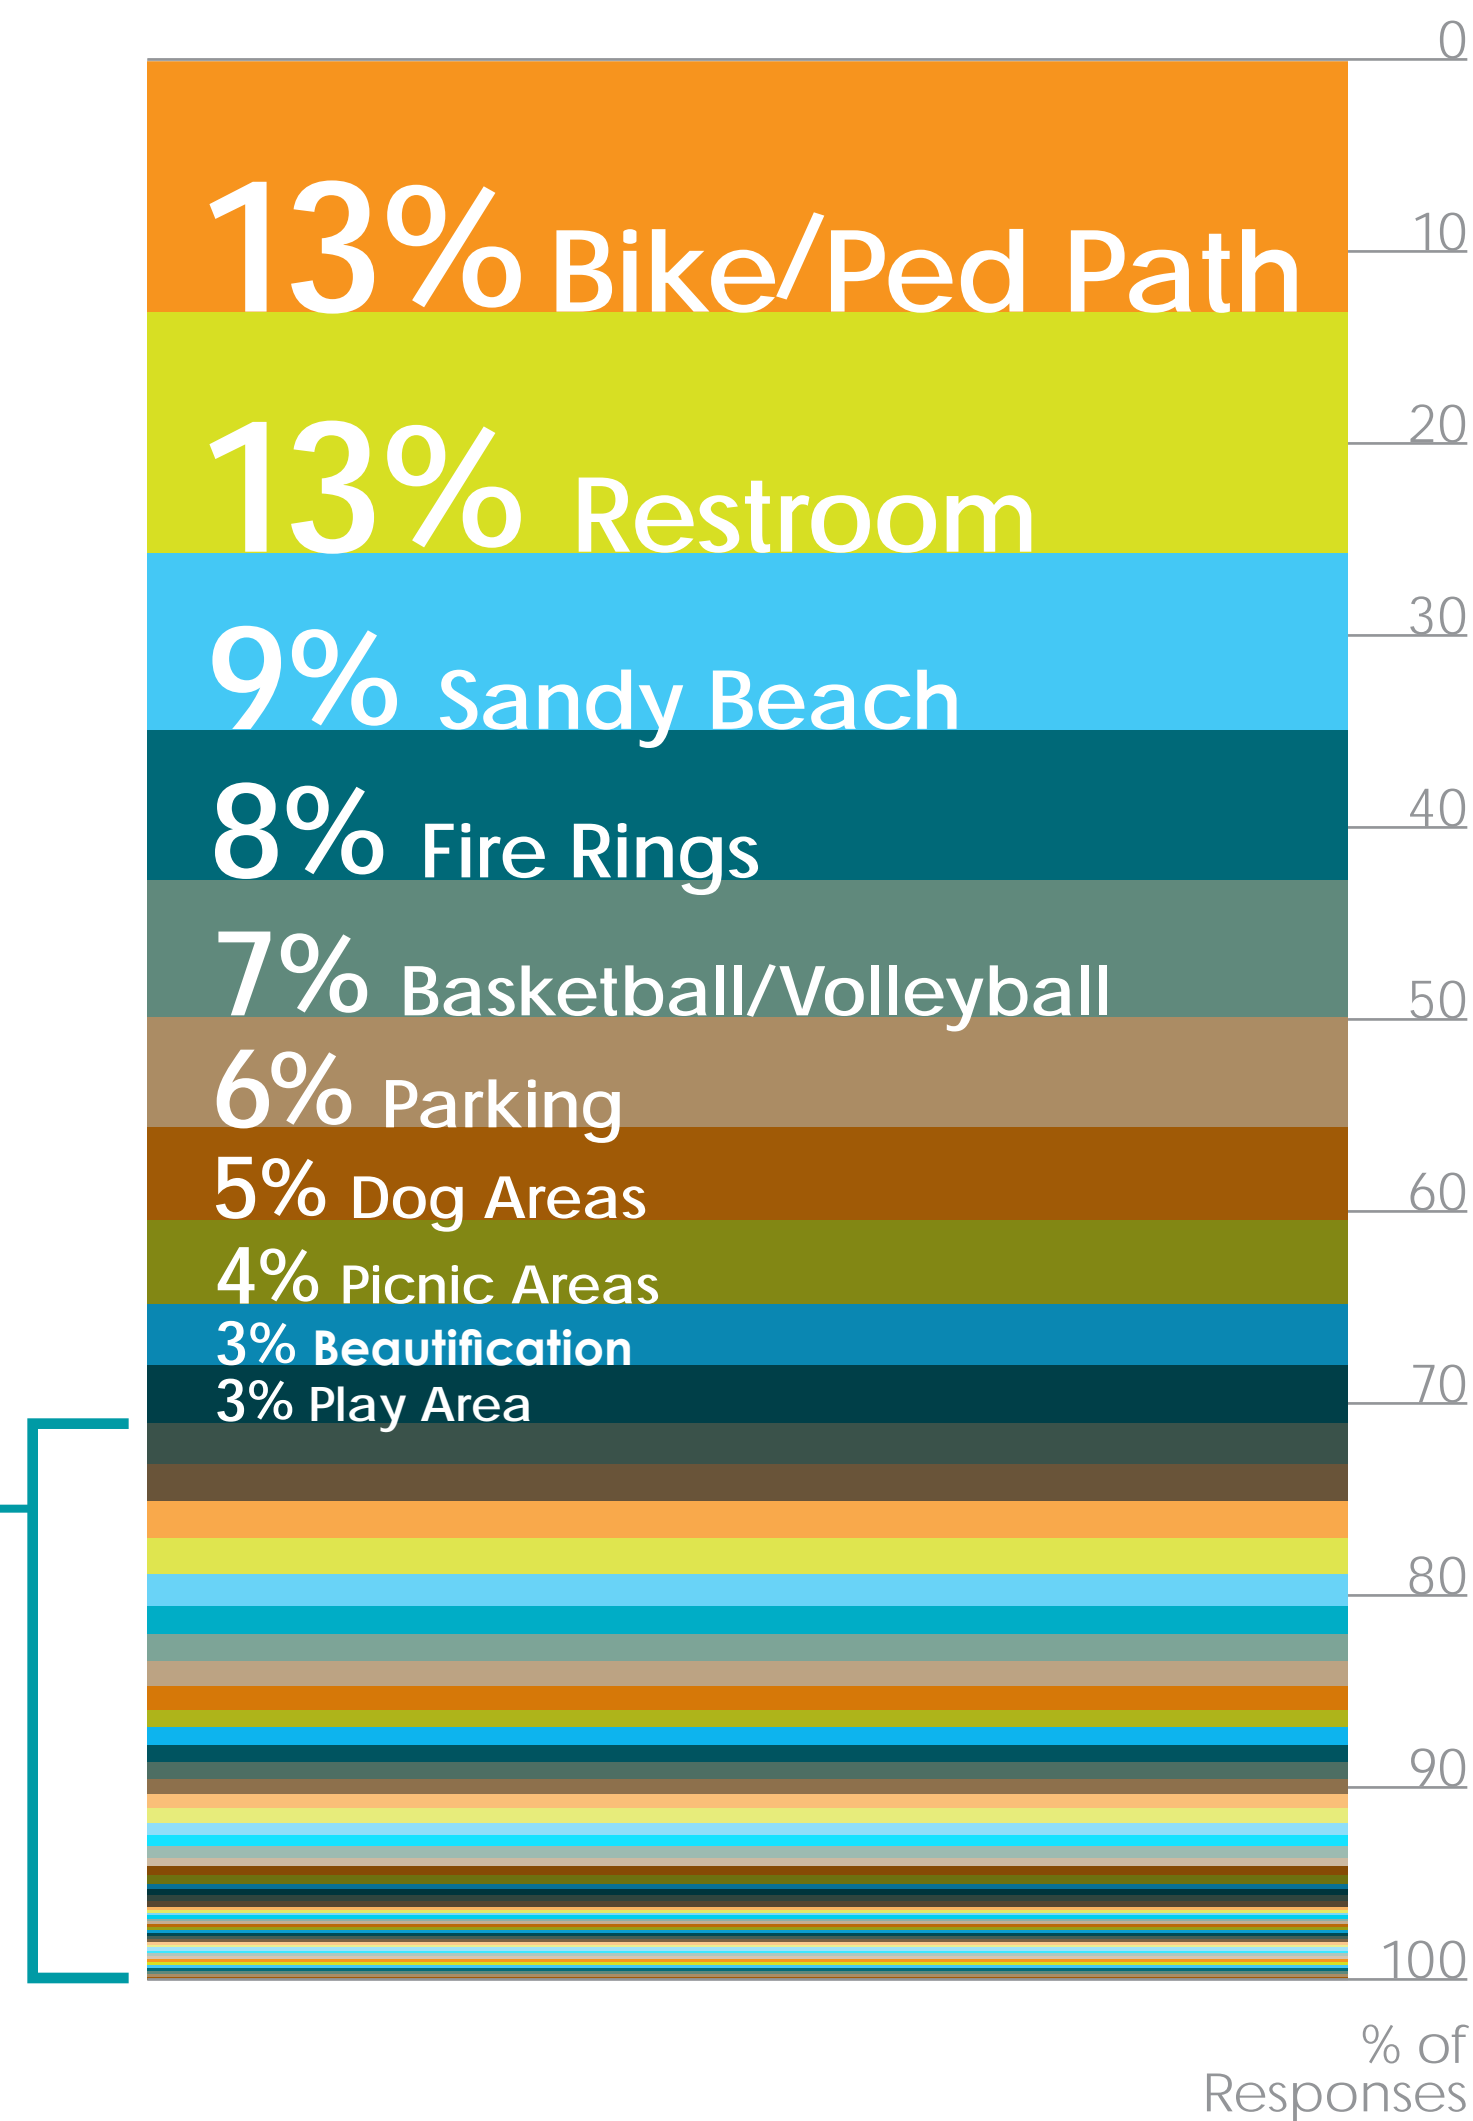 0
13% Bike/Ped Path
10
13% Restroom
20
9% Sandy Beach
30
8% Fire Rings
40
7% Basketball/Volleyball
50
6% Parking
5% Dog Areas
60
4% Picnic Areas
3% Beautification
3% Play Area
70
80
90
100
% of
Responses